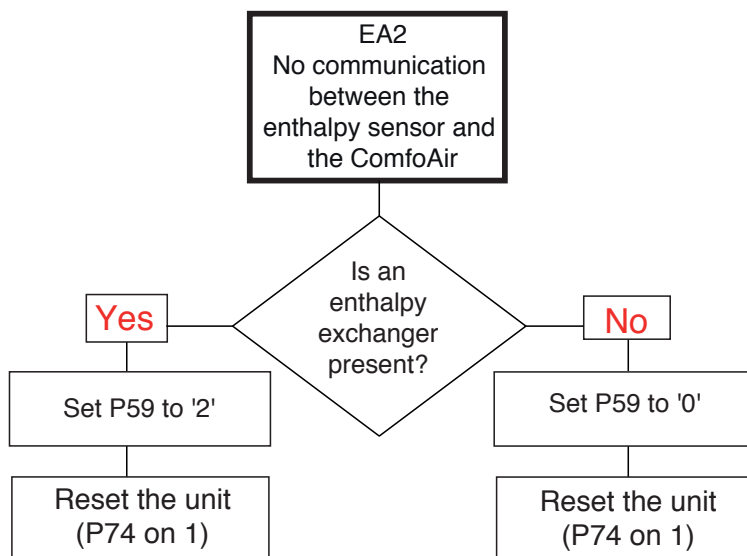 EA2
No communication
between the
enthalpy sensor and
the ComfoAir
Is an
enthalpy
exchanger
present?
Yes
No
Set P59 to '2'
Set P59 to '0'
Reset the unit
(P74 on 1)
Reset the unit
(P74 on 1)